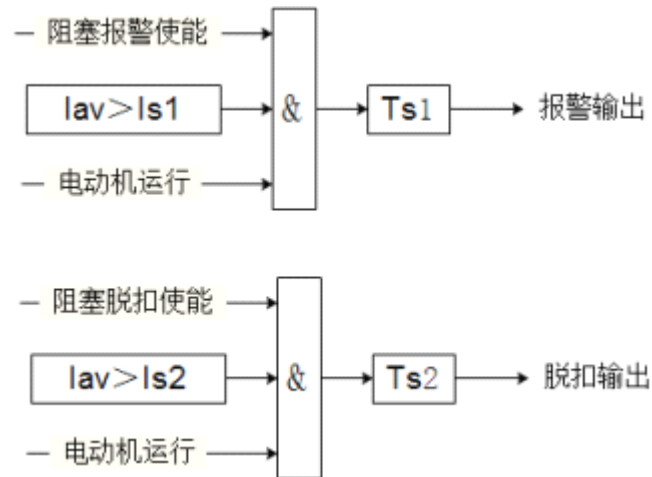 阻塞报警使能
Iav＞Is1
&
Ts1
报警输出
电动机运行
阻塞脱扣使能
Iav＞Is2
&
Ts2
脱扣输出
电动机运行